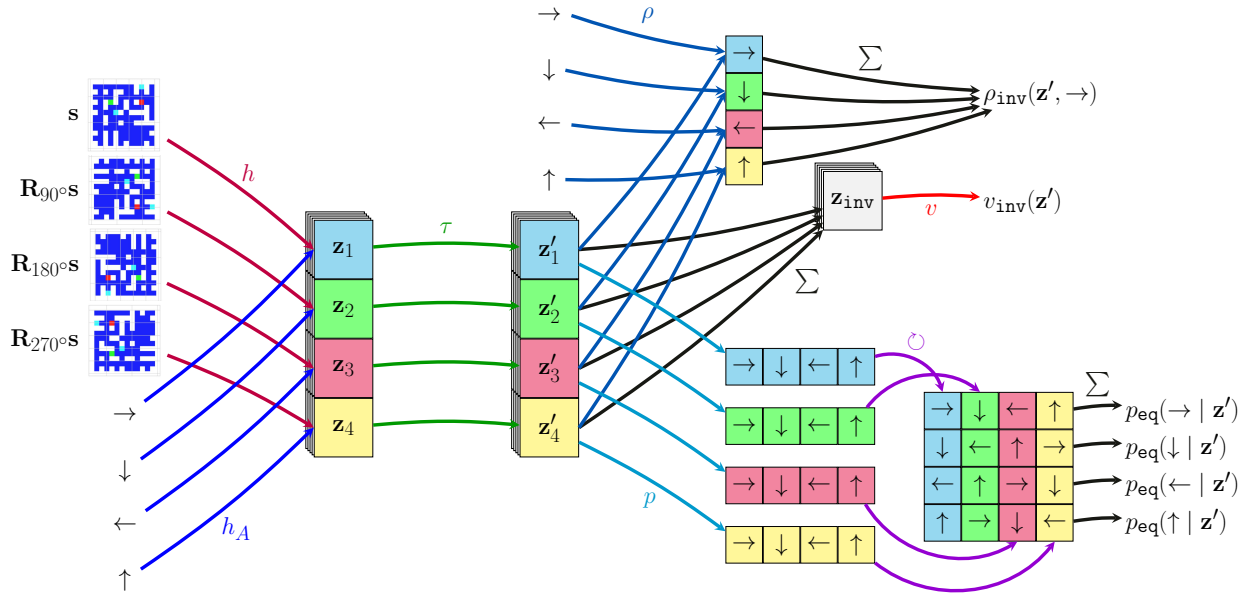 → ρ
→ ∑
↓
s ↓ ρ_inv(z′, →)
← ←
h ↑ ↑
R_90°s z_inv v v_inv(z′)
τ
z_1 z′_1
R_180°s ∑
z_2 z′_2
R_270°s ↻
z_3 z′_3 → ↓ ← ↑
→ ∑
z_4 z′_4 → ↓ ← ↑ → ↓ ← ↑ p_eq(→ | z′)
↓ ↓ ← ↑ → p_eq(↓ | z′)
p → ↓ ← ↑ ← ↑ → ↓ p_eq(← | z′)
← h_A ↑ → ↓ ← p_eq(↑ | z′)
→ ↓ ← ↑
↑